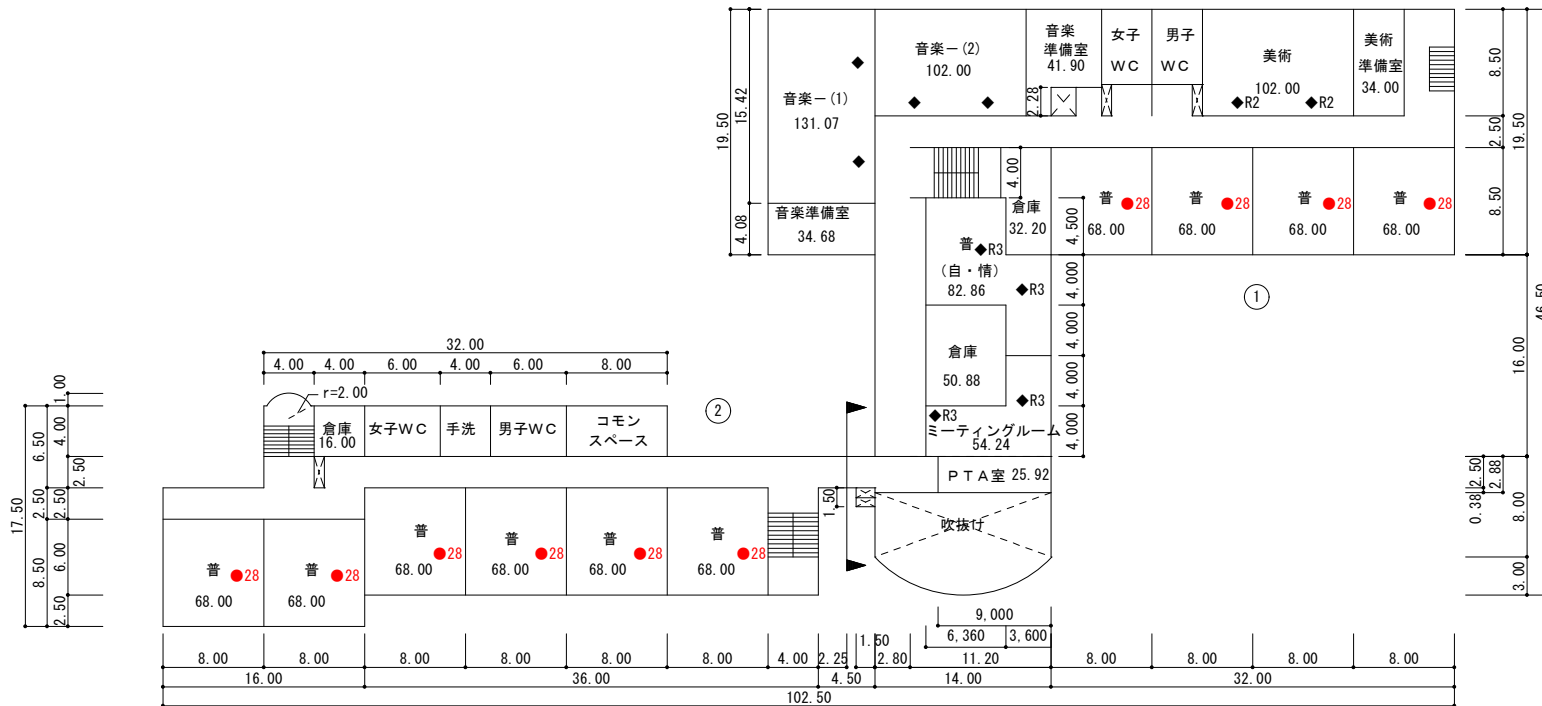 音楽一(1)
131.07
音楽一(2)
102.00
音楽
準備室
41.90
女子
WC
男子
WC
美術
102.00
◆R2
◆R2
美術
準備室
34.00
19.50
15.42
4.08
2.28
8.50
2.50
8.50
19.50
46.50
16.00
音楽準備室
34.68
4.00
倉庫
32.20
普
◆R3
(自・情)
82.86
◆R3
4,500
4,000
4,000
4,000
4,000
普
28
68.00
普
28
68.00
普
28
68.00
普
28
68.00
①
倉庫
50.88
◆R3
◆R3
ミーティングルーム
54.24
PTA室 25.92
吹抜け
2.50
2.88
0.38
8.00
3.00
②
32.00
4.00
4.00
6.00
4.00
6.00
8.00
r=2.00
1.00
4.00
6.50
2.50
17.50
2.50
2.50
8.50
6.00
2.50
倉庫
16.00
女子WC
手洗
男子WC
コモン
スペース
1.50
普
28
68.00
普
28
68.00
普
28
68.00
普
28
68.00
普
28
68.00
普
28
68.00
9,000
6,360
3,600
1.50
8.00
8.00
8.00
8.00
8.00
8.00
4.00
2.25
2.80
11.20
8.00
8.00
8.00
8.00
16.00
36.00
4.50
14.00
32.00
102.50